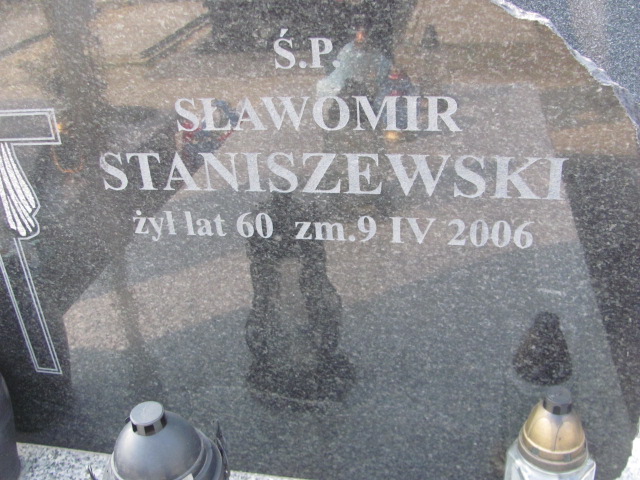 Ś.P.
SŁAWOMIR
STANISZEWSKI
żył lat 60 zm.9 IV 2006